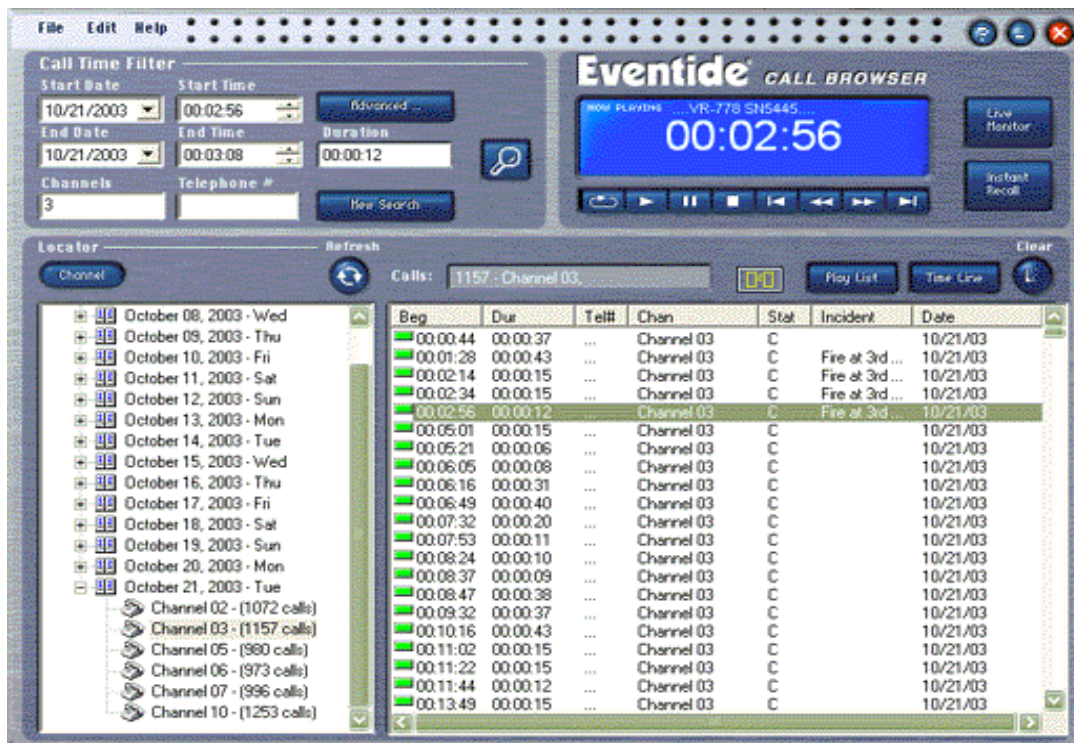 File Edit Help
Call Time Filter
Start Date Start Time
10/21/2003 00:02:56 Advanced ...
End Date End Time Duration
10/21/2003 00:03:08 00:00:12
Channels Telephone #
3 New Search
Eventide CALL BROWSER
NOW PLAYING ....VR-778 SN5445....
00:02:56
Live Monitor
Instant Recall
Locator Refresh Clear
Channel Calls: 1157 - Channel 03, Play List Time Line
October 08, 2003 - Wed
October 09, 2003 - Thu
October 10, 2003 - Fri
October 11, 2003 - Sat
October 12, 2003 - Sun
October 13, 2003 - Mon
October 14, 2003 - Tue
October 15, 2003 - Wed
October 16, 2003 - Thu
October 17, 2003 - Fri
October 18, 2003 - Sat
October 19, 2003 - Sun
October 20, 2003 - Mon
October 21, 2003 - Tue
Channel 02 - (1072 calls)
Channel 03 - (1157 calls)
Channel 05 - (980 calls)
Channel 06 - (973 calls)
Channel 07 - (996 calls)
Channel 10 - (1253 calls)
Beg Dur Tel# Chan Stat Incident Date
00:00:44 00:00:37 ... Channel 03 C 10/21/03
00:01:28 00:00:43 ... Channel 03 C Fire at 3rd ... 10/21/03
00:02:14 00:00:15 ... Channel 03 C Fire at 3rd ... 10/21/03
00:02:34 00:00:15 ... Channel 03 C Fire at 3rd ... 10/21/03
00:02:56 00:00:12 ... Channel 03 C Fire at 3rd ... 10/21/03
00:05:01 00:00:15 ... Channel 03 C 10/21/03
00:05:21 00:00:06 ... Channel 03 C 10/21/03
00:06:05 00:00:08 ... Channel 03 C 10/21/03
00:06:16 00:00:31 ... Channel 03 C 10/21/03
00:06:49 00:00:40 ... Channel 03 C 10/21/03
00:07:32 00:00:20 ... Channel 03 C 10/21/03
00:07:53 00:00:11 ... Channel 03 C 10/21/03
00:08:24 00:00:10 ... Channel 03 C 10/21/03
00:08:37 00:00:09 ... Channel 03 C 10/21/03
00:08:47 00:00:38 ... Channel 03 C 10/21/03
00:09:32 00:00:37 ... Channel 03 C 10/21/03
00:10:16 00:00:43 ... Channel 03 C 10/21/03
00:11:02 00:00:15 ... Channel 03 C 10/21/03
00:11:22 00:00:15 ... Channel 03 C 10/21/03
00:11:44 00:00:12 ... Channel 03 C 10/21/03
00:13:49 00:00:15 ... Channel 03 C 10/21/03